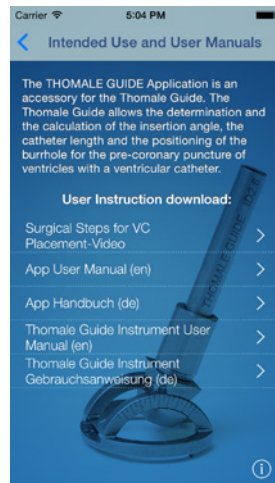 Carrier 5:04 PM
Intended Use and User Manuals
The THOMALE GUIDE Application is an
accessory for the Thomale Guide. The
Thomale Guide allows the determination and
the calculation of the insertion angle, the
catheter length and the positioning of the
burrhole for the pre-coronary puncture of
ventricles with a ventricular catheter.
User Instruction download:
Surgical Steps for VC
Placement-Video
App User Manual (en)
App Handbuch (de)
Thomale Guide Instrument User
Manual (en)
Thomale Guide Instrument
Gebrauchsanweisung (de)
THOMALE GUIDE